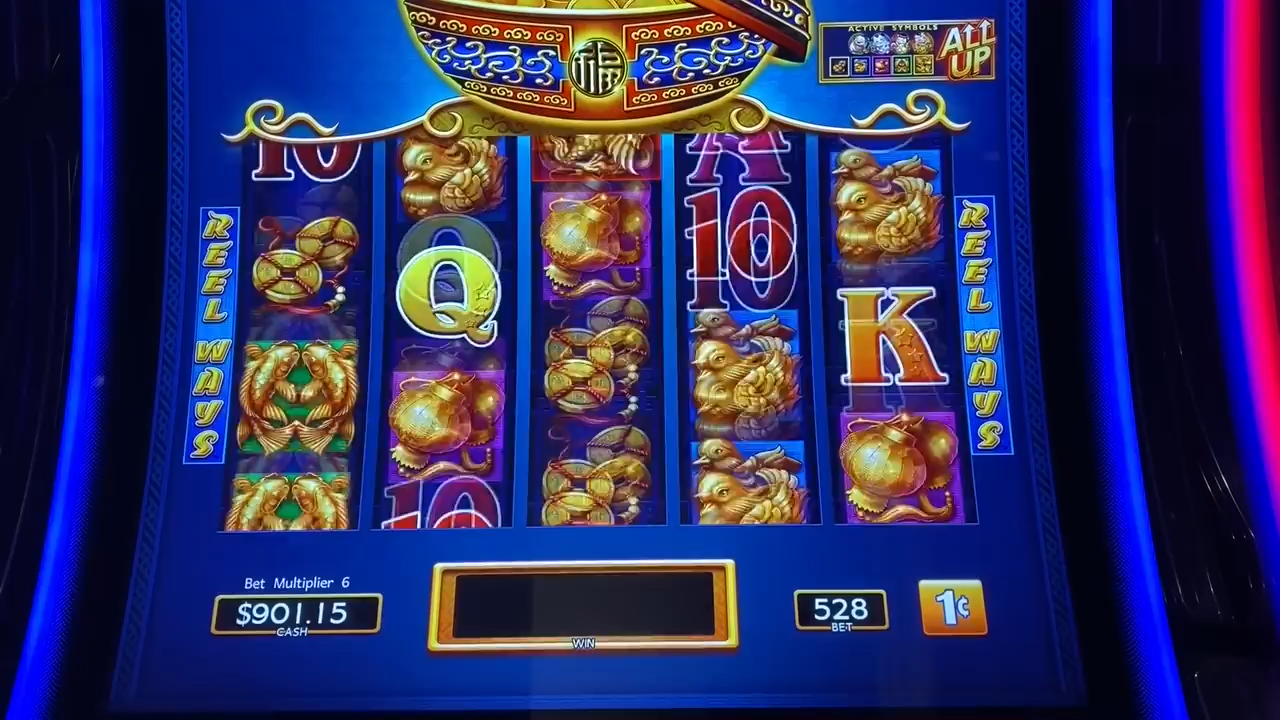 ACTIVE SYMBOLS
ALL
UP
福
10
A
REEL WAYS
10
Q
REEL WAYS
K
10
Bet Multiplier 6
$901.15
CASH
WIN
528
BET
1¢